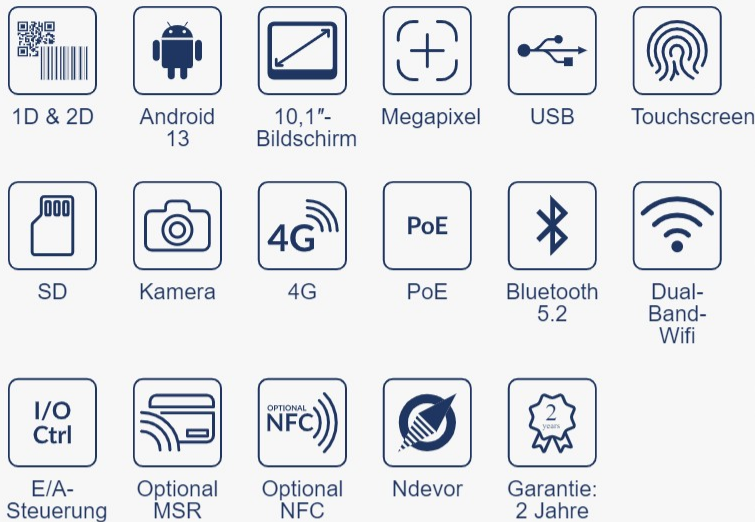 1D & 2D
Android
13
10,1"-
Bildschirm
Megapixel
USB
Touchscreen
4G
PoE
SD
Kamera
4G
PoE
Bluetooth
5.2
Dual-
Band-
Wifi
I/O
Ctrl
OPTIONAL
NFC
2
years
E/A-
Steuerung
Optional
MSR
Optional
NFC
Ndevor
Garantie:
2 Jahre